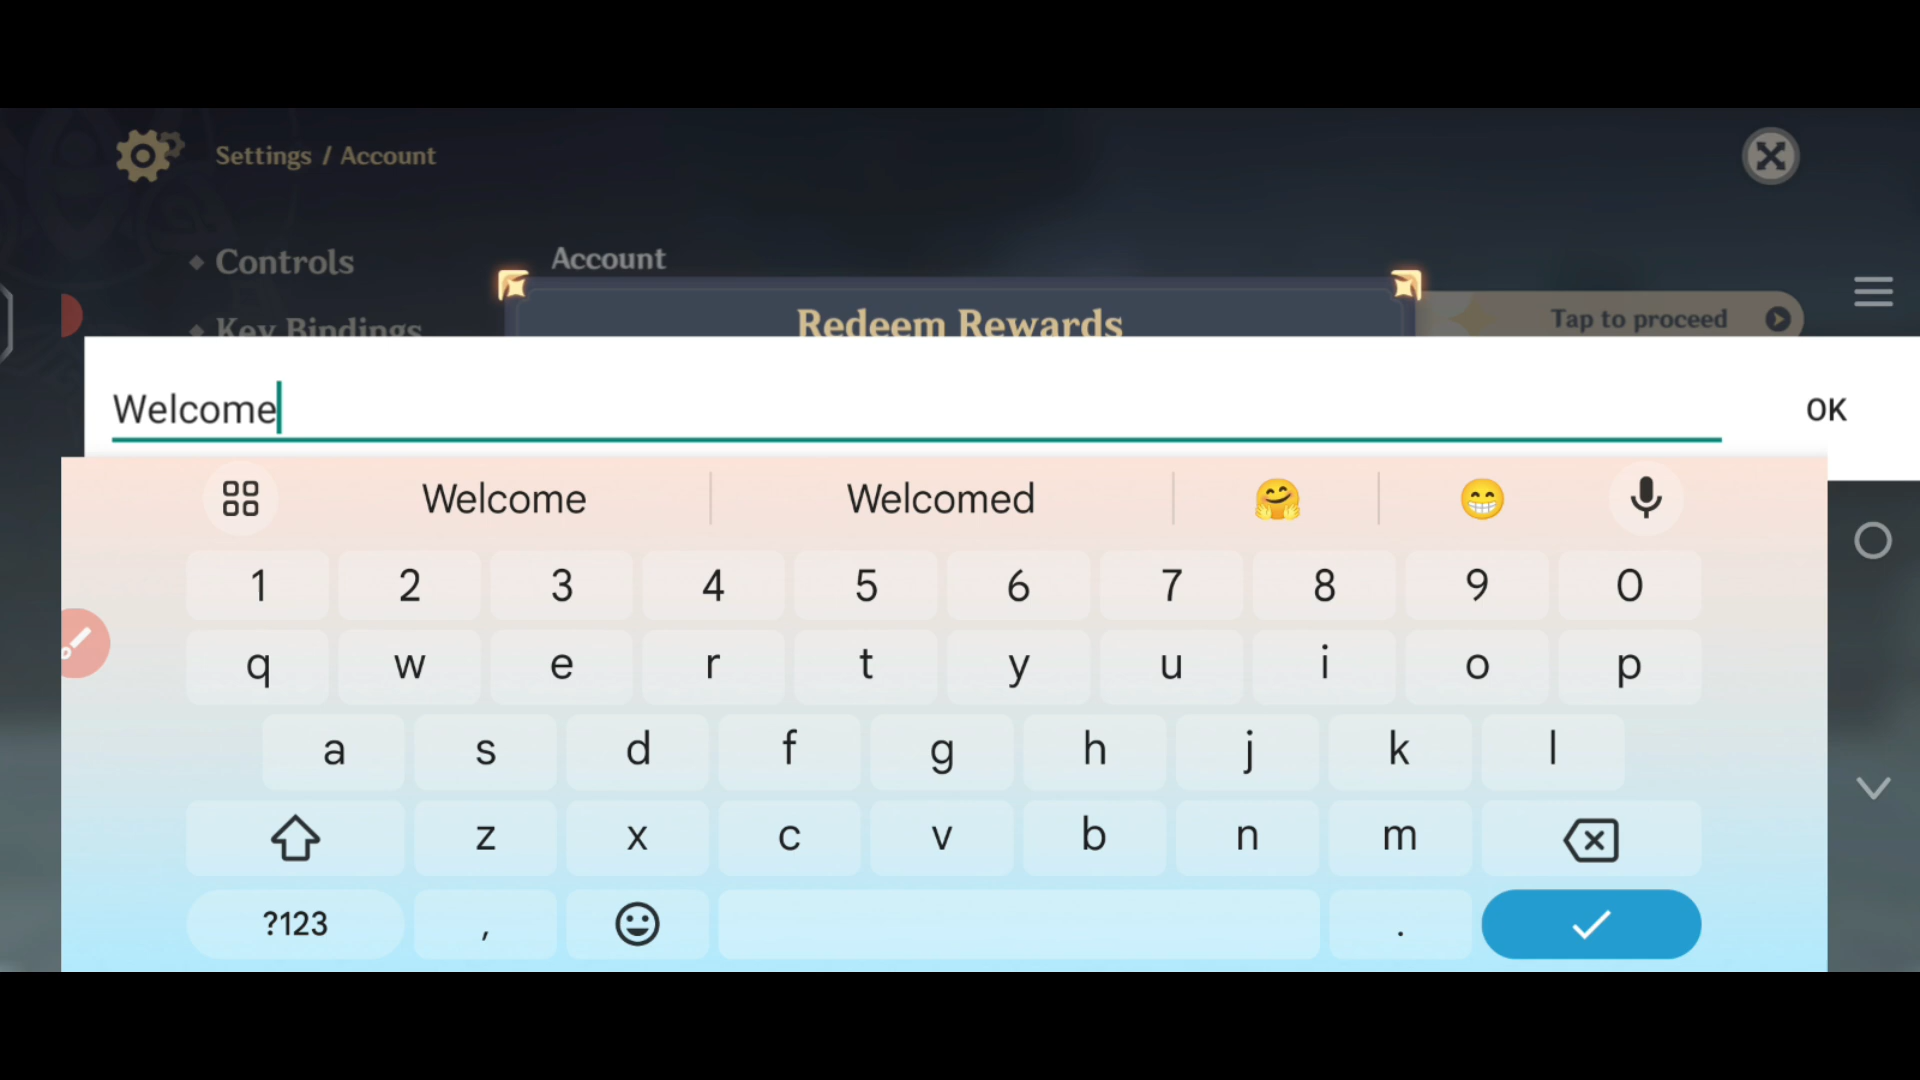 Settings / Account
Controls
Account
Key Bindings
Redeem Rewards
Tap to proceed
Welcome
OK
Welcome Welcomed
1 2 3 4 5 6 7 8 9 0
q w e r t y u i o p
a s d f g h j k l
z x c v b n m
?123 , .